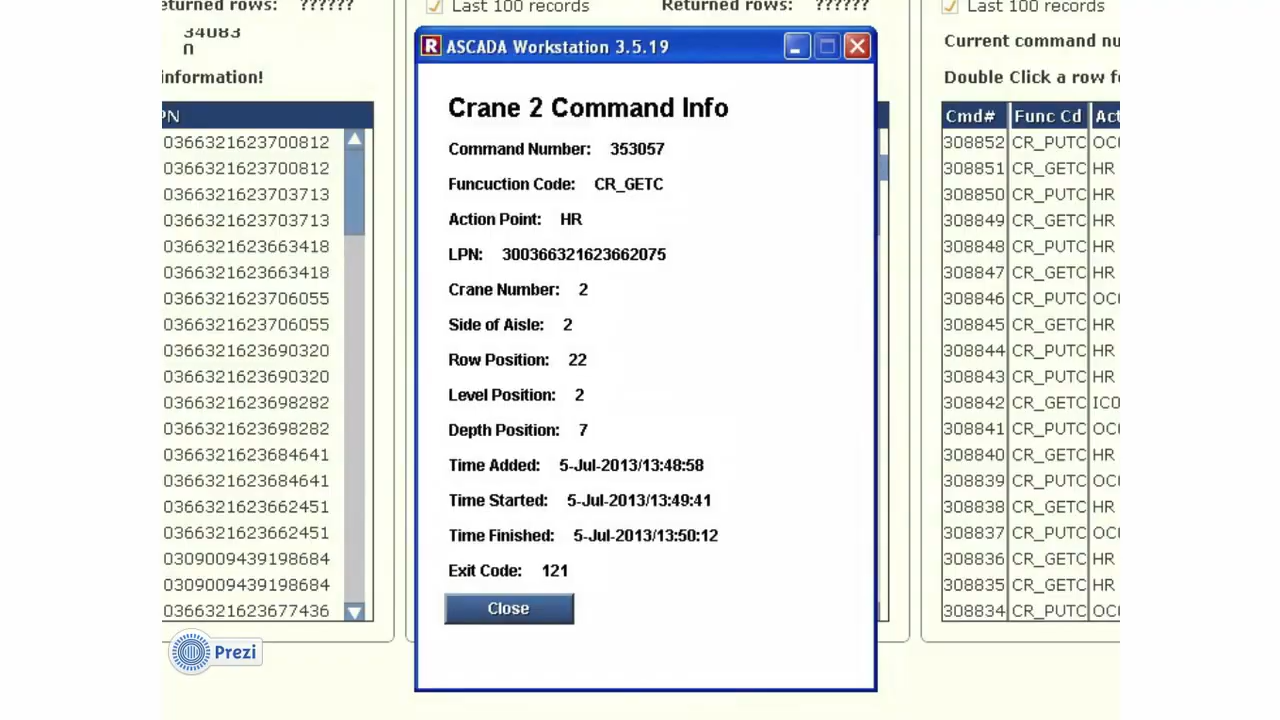 eturned rows: ??????
34083
0
information!
PN
0366321623700812
0366321623700812
0366321623703713
0366321623703713
0366321623663418
0366321623663418
0366321623706055
0366321623706055
0366321623690320
0366321623690320
0366321623698282
0366321623698282
0366321623684641
0366321623684641
0366321623662451
0366321623662451
0309009439198684
0309009439198684
0366321623677436
Prezi
Last 100 records
Returned rows: ??????
R ASCADA Workstation 3.5.19
Crane 2 Command Info
Command Number: 353057
Funcuction Code: CR_GETC
Action Point: HR
LPN: 300366321623662075
Crane Number: 2
Side of Aisle: 2
Row Position: 22
Level Position: 2
Depth Position: 7
Time Added: 5-Jul-2013/13:48:58
Time Started: 5-Jul-2013/13:49:41
Time Finished: 5-Jul-2013/13:50:12
Exit Code: 121
Close
Last 100 records
Current command nu
Double Click a row f
Cmd# Func Cd Act
308852 CR_PUTC OC
308851 CR_GETC HR
308850 CR_PUTC HR
308849 CR_GETC HR
308848 CR_PUTC HR
308847 CR_GETC HR
308846 CR_PUTC OC
308845 CR_GETC HR
308844 CR_PUTC HR
308843 CR_PUTC HR
308842 CR_GETC IC0
308841 CR_PUTC OC
308840 CR_GETC HR
308839 CR_PUTC OC
308838 CR_GETC HR
308837 CR_PUTC OC
308836 CR_GETC HR
308835 CR_GETC HR
308834 CR_PUTC OC